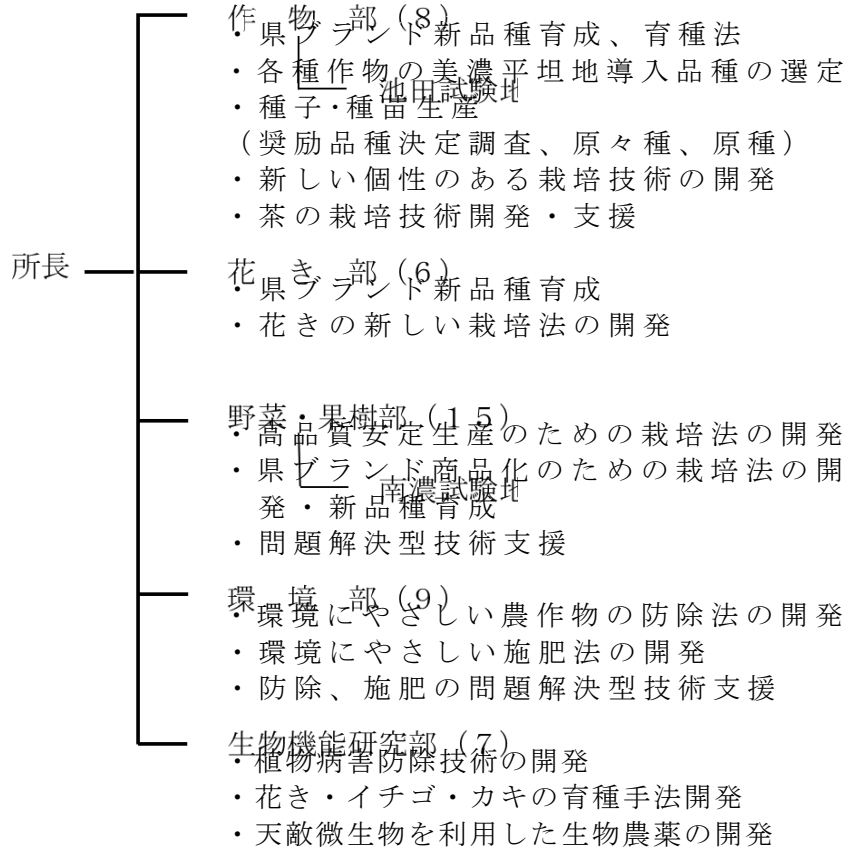 作　物　部（８）
・県ブランド新品種育成、育種法
・各種作物の美濃平坦地導入品種の選定
池田試験地
・種子・種苗生産
（奨励品種決定調査、原々種、原種）
・新しい個性のある栽培技術の開発
・茶の栽培技術開発・支援
所長
花　き　部（６）
・県ブランド新品種育成
・花きの新しい栽培法の開発
野菜・果樹部（１５）
・高品質安定生産のための栽培法の開発
・県ブランド商品化のための栽培法の開
南濃試験地
発・新品種育成
・問題解決型技術支援
環　境　部（９）
・環境にやさしい農作物の防除法の開発
・環境にやさしい施肥法の開発
・防除、施肥の問題解決型技術支援
生物機能研究部（７）
・植物病害防除技術の開発
・花き・イチゴ・カキの育種手法開発
・天敵微生物を利用した生物農薬の開発